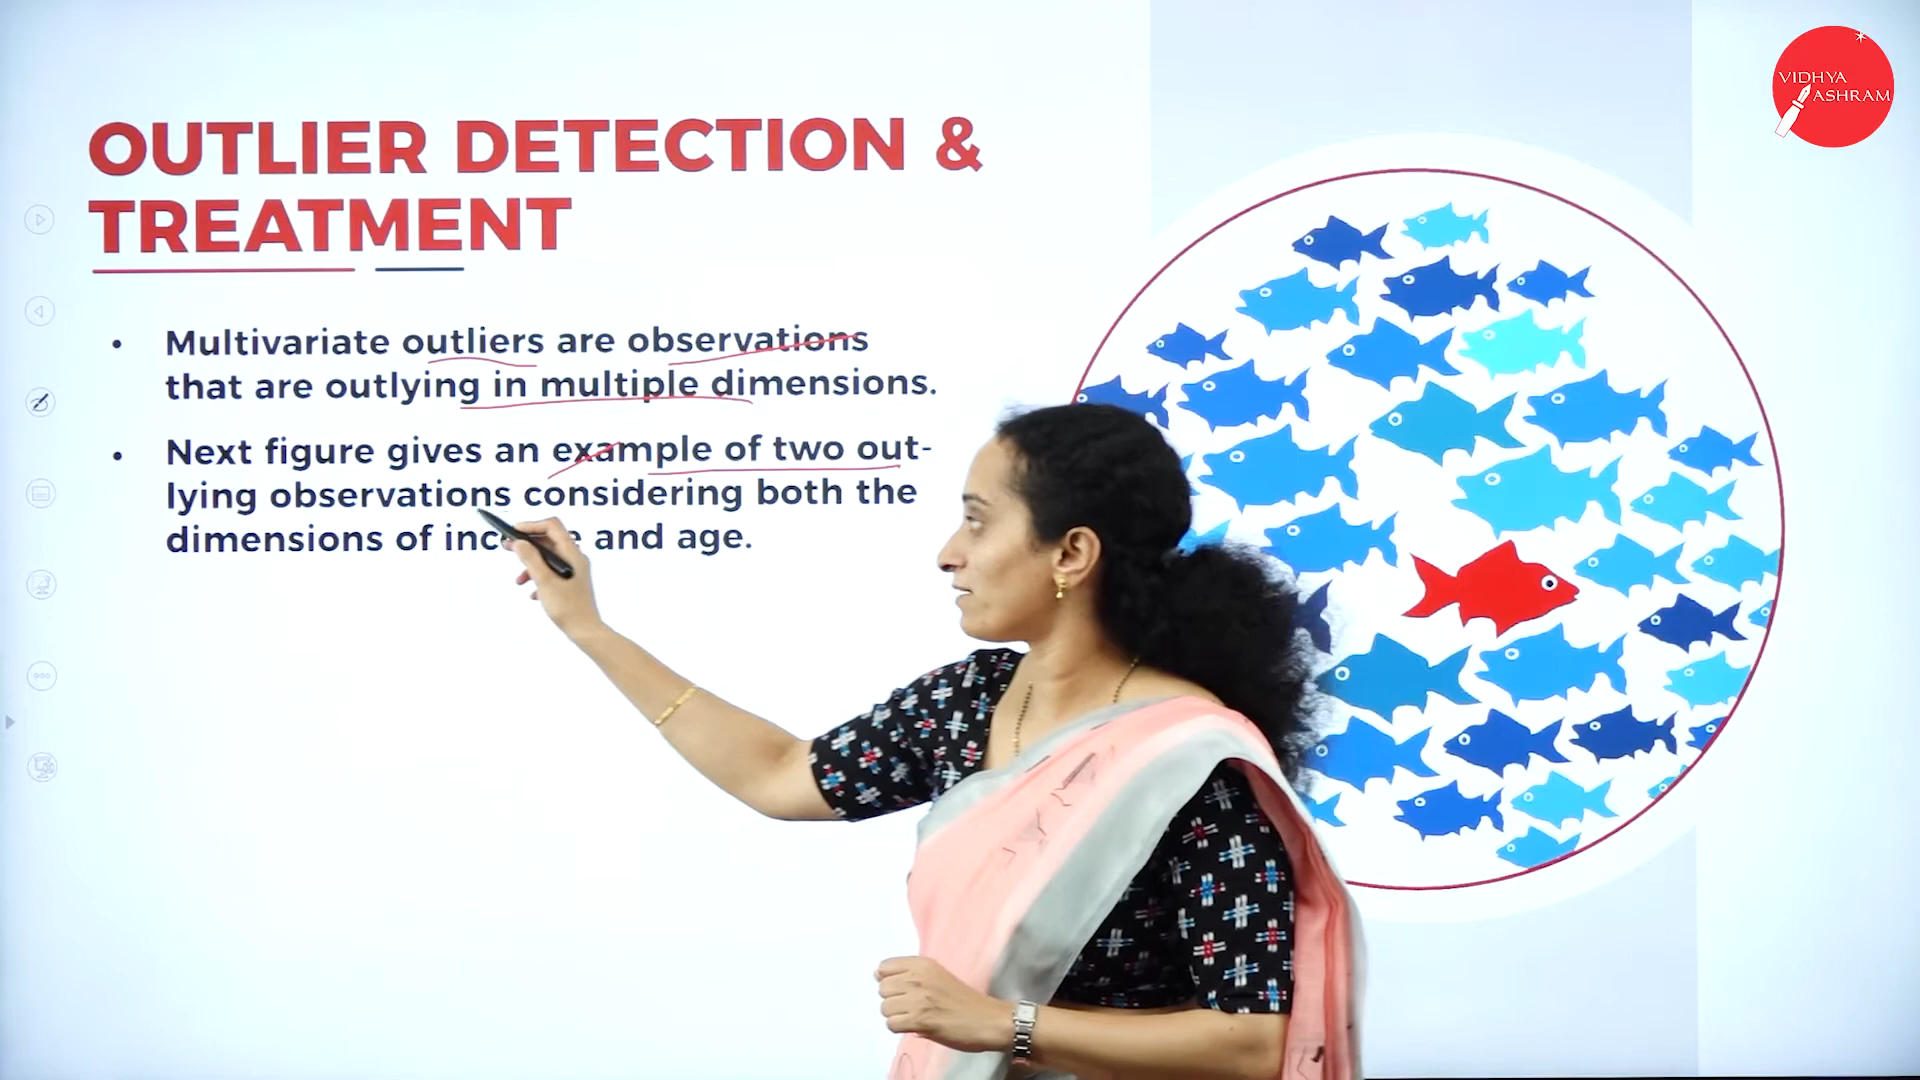 VIDHYA
ASHRAM
OUTLIER DETECTION &
TREATMENT
• Multivariate outliers are observations
that are outlying in multiple dimensions.
• Next figure gives an example of two out-
lying observations considering both the
dimensions of and age.